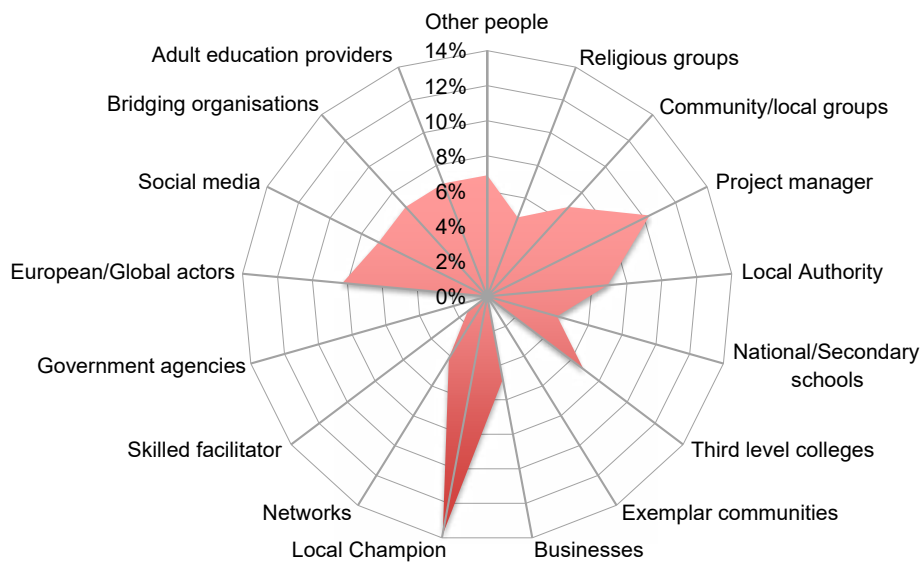 Other people
14%
Adult education providers
Religious groups
12%
Bridging organisations
Community/local groups
10%
8%
Social media
Project manager
6%
4%
European/Global actors
Local Authority
2%
0%
Government agencies
National/Secondary
schools
Skilled facilitator
Third level colleges
Networks
Exemplar communities
Local Champion
Businesses